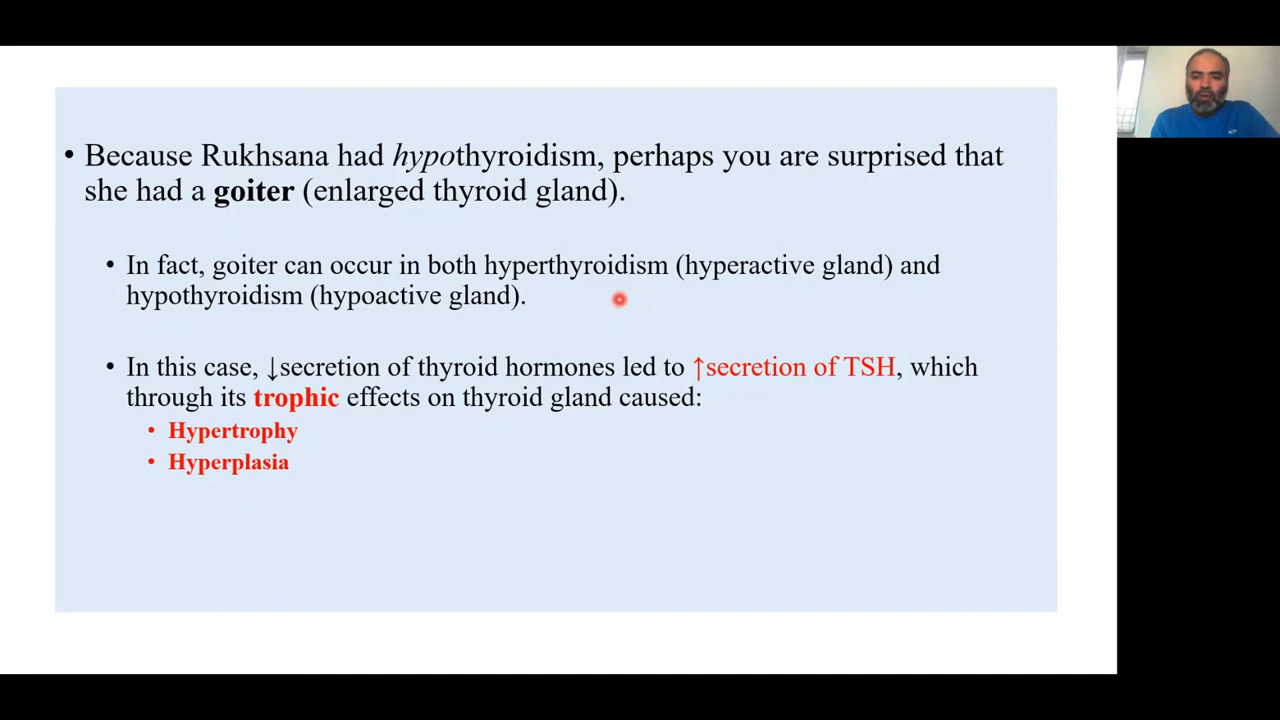 • Because Rukhsana had hypothyroidism, perhaps you are surprised that
she had a goiter (enlarged thyroid gland).
• In fact, goiter can occur in both hyperthyroidism (hyperactive gland) and
hypothyroidism (hypoactive gland).
• In this case, ↓secretion of thyroid hormones led to ↑secretion of TSH, which
through its trophic effects on thyroid gland caused:
• Hypertrophy
• Hyperplasia